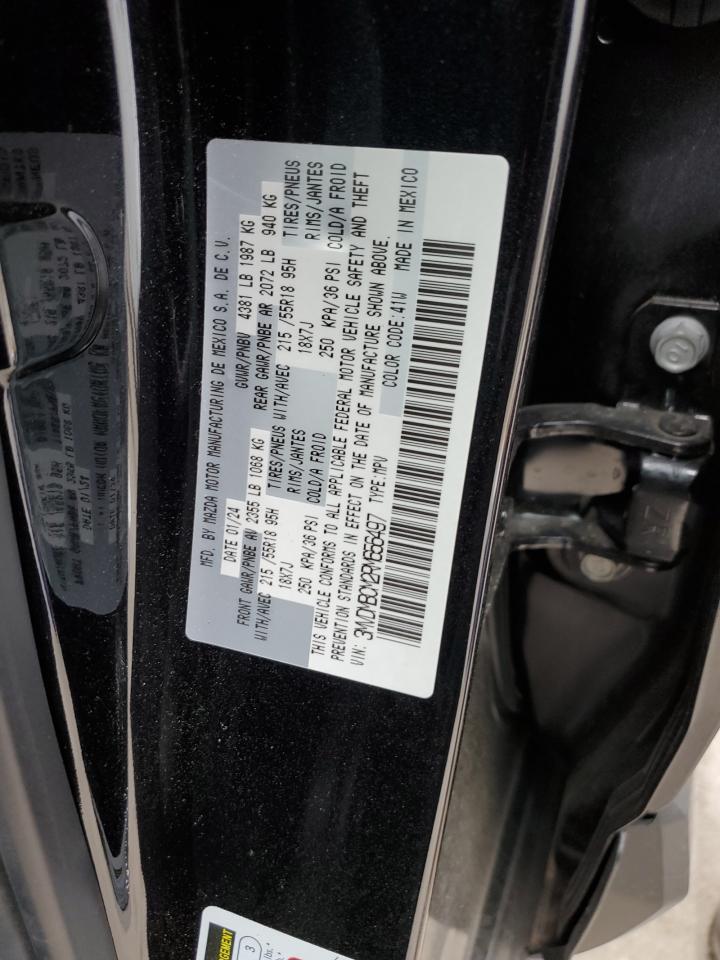 MFD. BY MAZDA MOTOR MANUFACTURING DE MEXICO S.A. DE C.V.
DATE 01/24 GVWR/PNBV 4381 LB 1987 KG
FRONT GAWR/PNBE AV 2355 LB 1068 KG REAR GAWR/PNBE AR 2072 LB 940 KG
WITH/AVEC 215 /55R18 95H TIRES/PNEUS WITH/AVEC 215 /55R18 95H TIRES/PNEUS
18X7J RIMS/JANTES 18X7J RIMS/JANTES
250 KPA/36 PSI COLD/A FROID 250 KPA/36 PSI COLD/A FROID
THIS VEHICLE CONFORMS TO ALL APPLICABLE FEDERAL MOTOR VEHICLE SAFETY AND THEFT
PREVENTION STANDARDS IN EFFECT ON THE DATE OF MANUFACTURE SHOWN ABOVE.
VIN: 3MVDMBCM2RM656497 TYPE:MPV COLOR CODE:41W MADE IN MEXICO
3